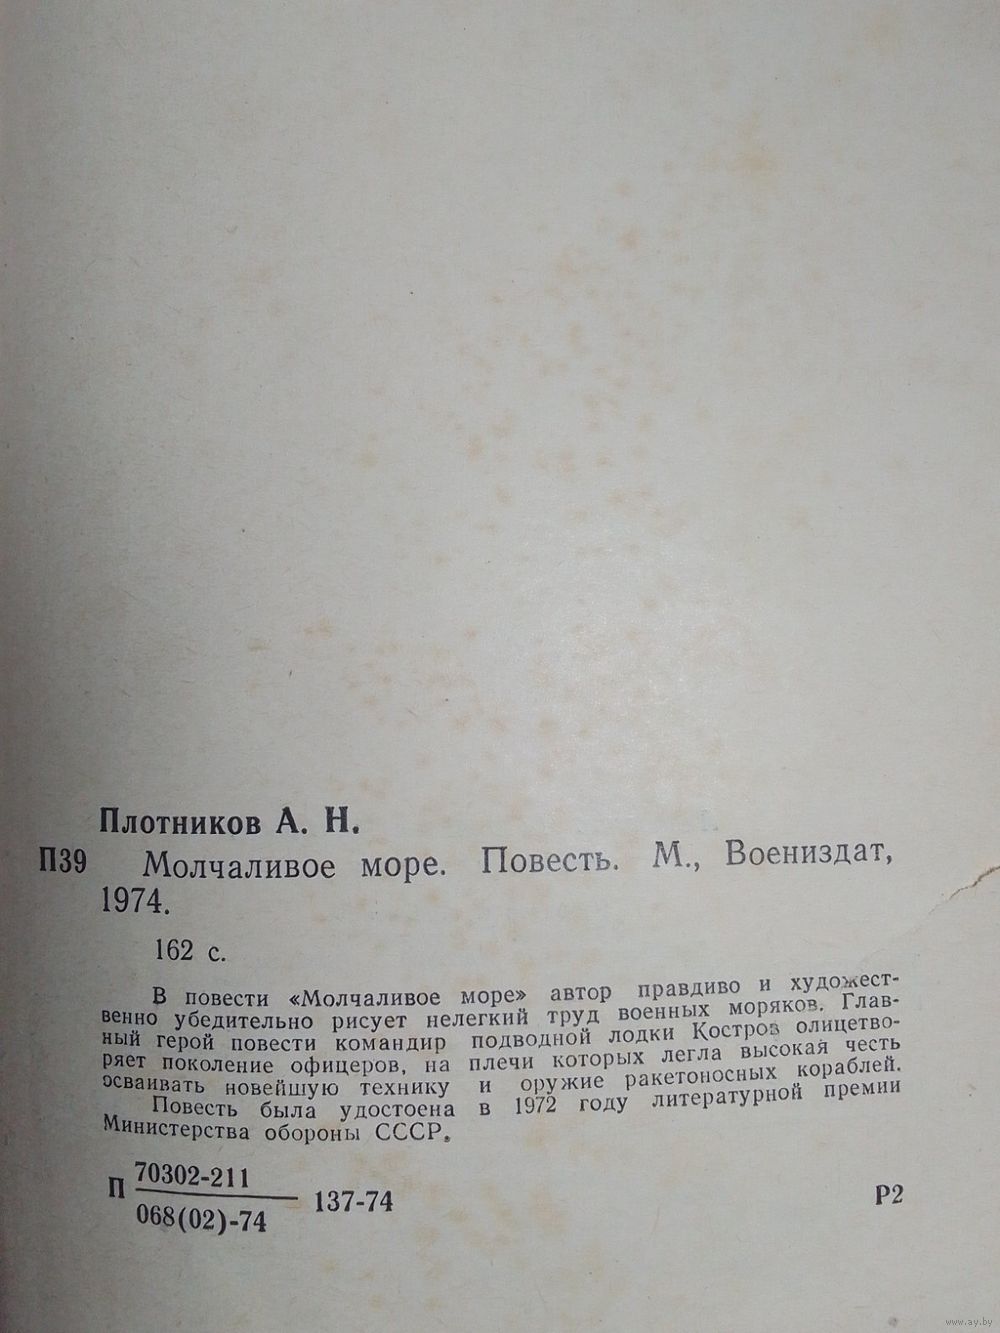 Плотников А. Н.
П39 Молчаливое море. Повесть. М., Воениздат,
1974.
162 с.
В повести «Молчаливое море» автор правдиво и художест-
венно убедительно рисует нелегкий труд военных моряков. Глав-
ный герой повести командир подводной лодки Костров олицетво-
ряет поколение офицеров, на плечи которых легла высокая честь
осваивать новейшую технику и оружие ракетоносных кораблей.
Повесть была удостоена в 1972 году литературной премии
Министерства обороны СССР.
П 70302-211
068(02)-74 137-74 Р2
www.ay.by